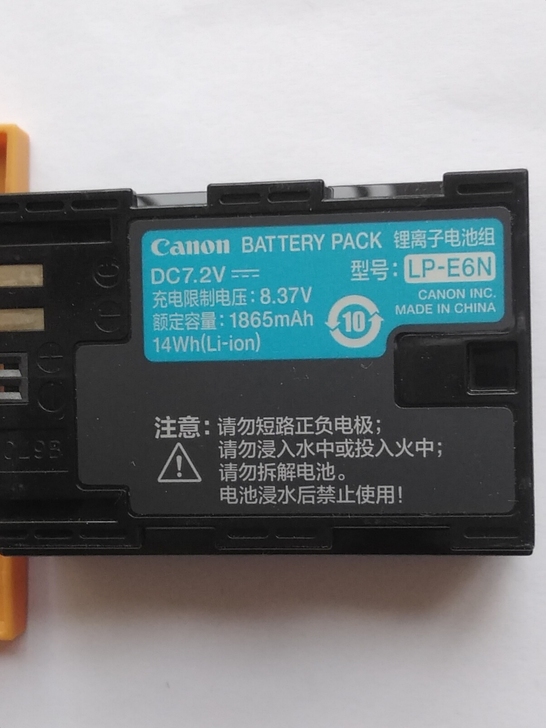 Canon BATTERY PACK 锂离子电池组
DC7.2V
型号: LP-E6N
充电限制电压: 8.37V
CANON INC.
额定容量: 1865mAh
10
MADE IN CHINA
14Wh(Li-ion)
注意: 请勿短路正负电极;
请勿浸入水中或投入火中;
请勿拆解电池。
电池浸水后禁止使用!